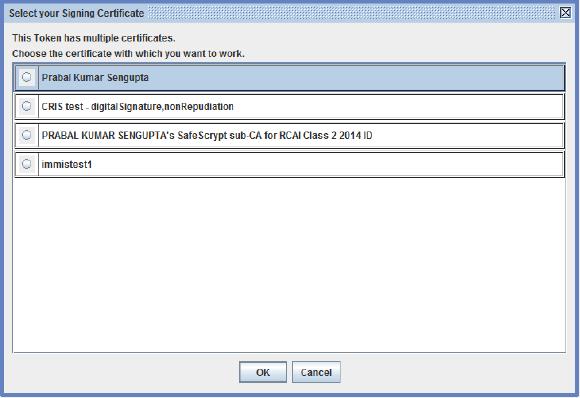 Select your Signing Certificate
This Token has multiple certificates.
Choose the certificate with which you want to work.
Prabal Kumar Sengupta
CRIS test - digitalSignature,nonRepudiation
PRABAL KUMAR SENGUPTA's SafeScrypt sub-CA for RCAI Class 2 2014 ID
immistest1
OK Cancel